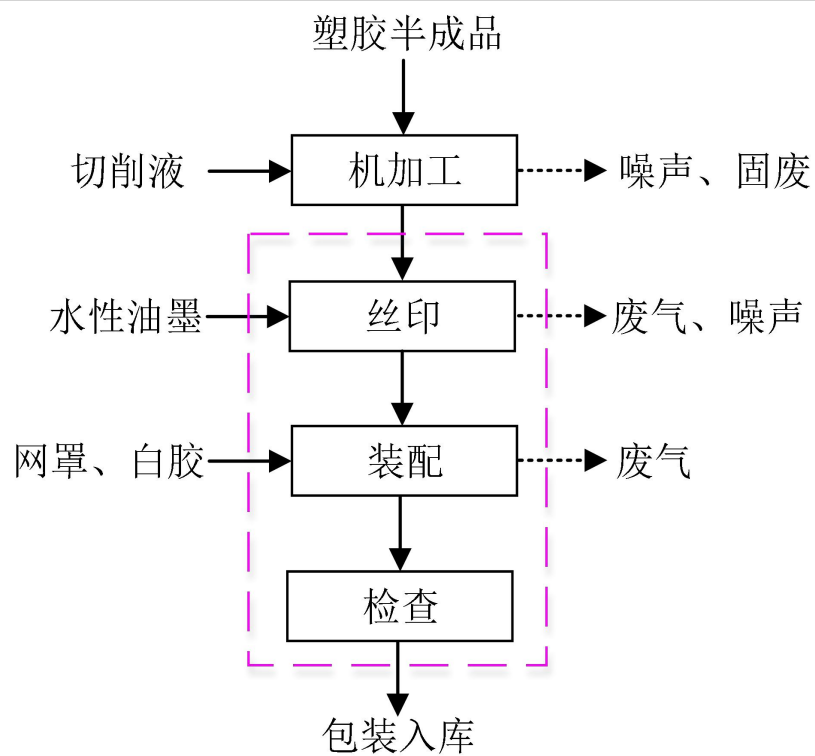 塑胶半成品
切削液
机加工
噪声、固废
水性油墨
丝印
废气、噪声
网罩、白胶
装配
废气
检查
包装入库